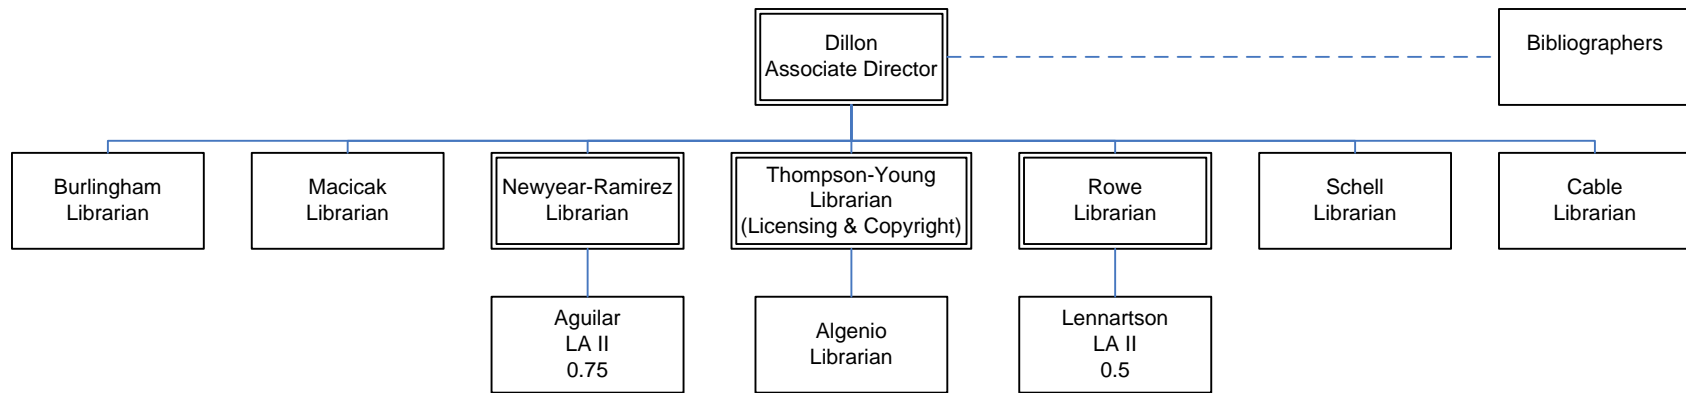 Dillon
Associate Director
Bibliographers
Burlingham
Librarian
Macicak
Librarian
Newyear-Ramirez
Librarian
Thompson-Young
Librarian
(Licensing & Copyright)
Rowe
Librarian
Schell
Librarian
Cable
Librarian
Aguilar
LA II
0.75
Algenio
Librarian
Lennartson
LA II
0.5